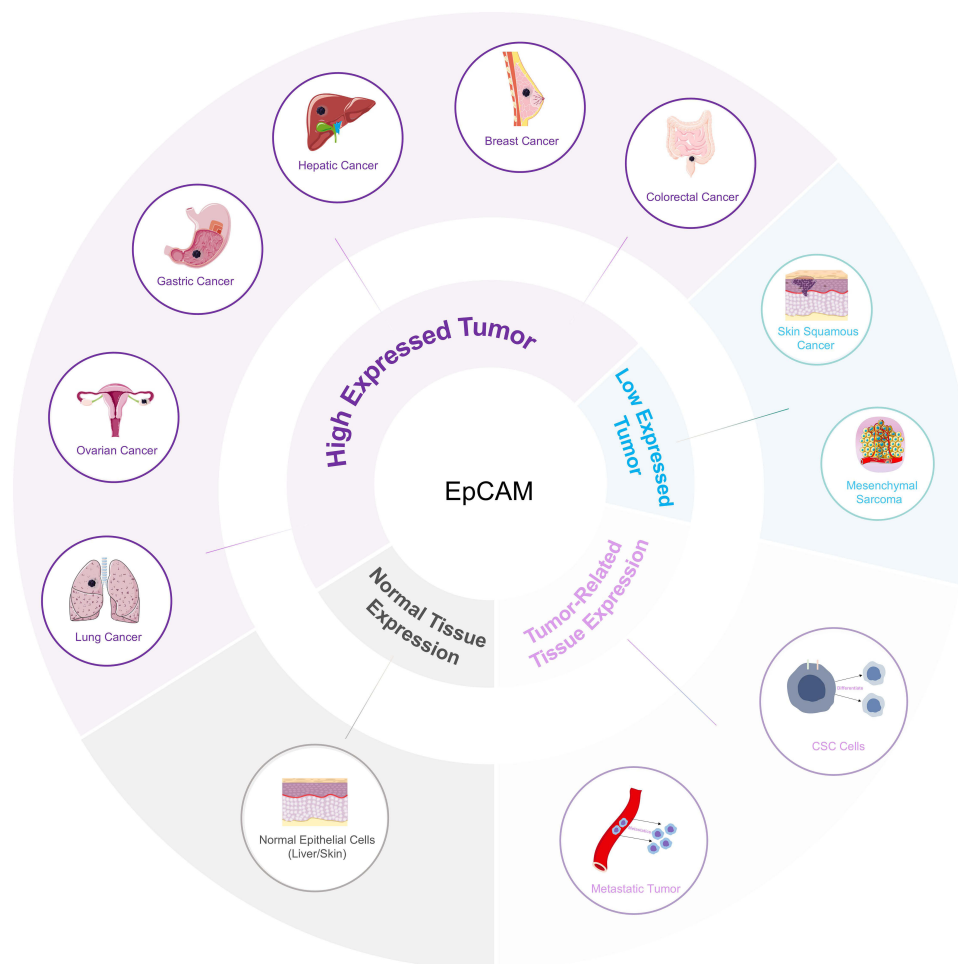 Breast Cancer
Hepatic Cancer
Colorectal Cancer
Gastric Cancer
Skin Squamous
Cancer
High Expressed Tumor
Low Expressed
Tumor
Ovarian Cancer
EpCAM
Mesenchymal
Sarcoma
Normal Tissue
Expression
Tumor-Related
Tissue Expression
Lung Cancer
Differentiate
CSC Cells
Normal Epithelial Cells
(Liver/Skin)
Metastatic Tumor